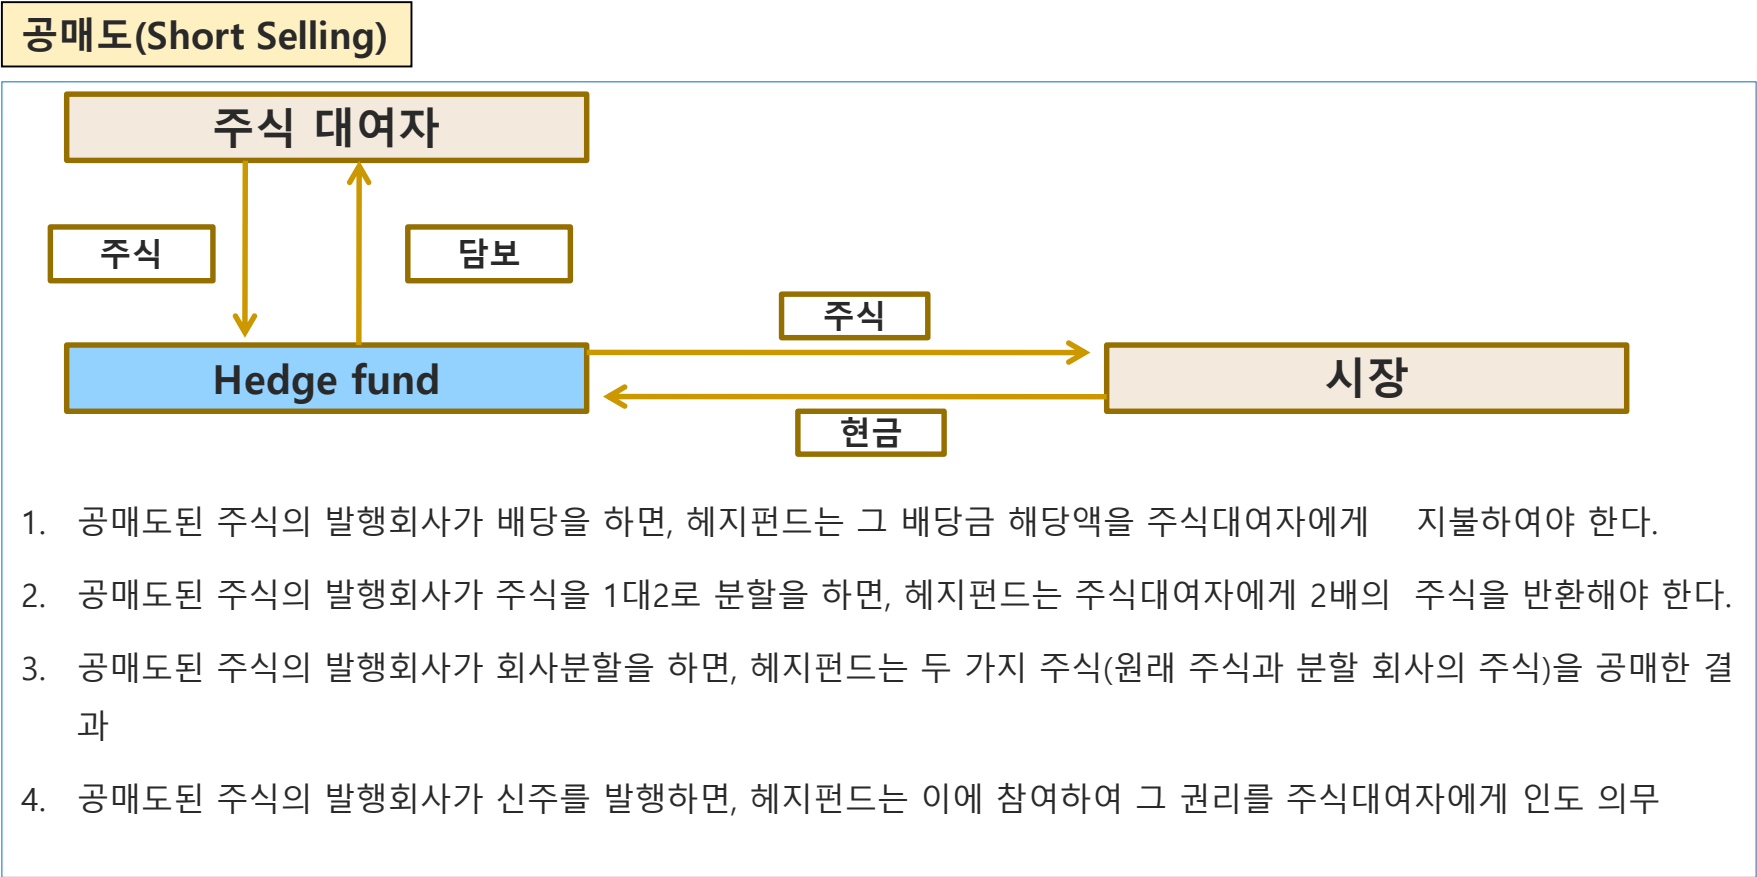 공매도(Short Selling)
주식 대여자
주식
담보
주식
Hedge fund
시장
현금
1. 공매도된 주식의 발행회사가 배당을 하면, 헤지펀드는 그 배당금 해당액을 주식대여자에게 지불하여야 한다.
2. 공매도된 주식의 발행회사가 주식을 1대2로 분할을 하면, 헤지펀드는 주식대여자에게 2배의 주식을 반환해야 한다.
3. 공매도된 주식의 발행회사가 회사분할을 하면, 헤지펀드는 두 가지 주식(원래 주식과 분할 회사의 주식)을 공매한 결
과
4. 공매도된 주식의 발행회사가 신주를 발행하면, 헤지펀드는 이에 참여하여 그 권리를 주식대여자에게 인도 의무